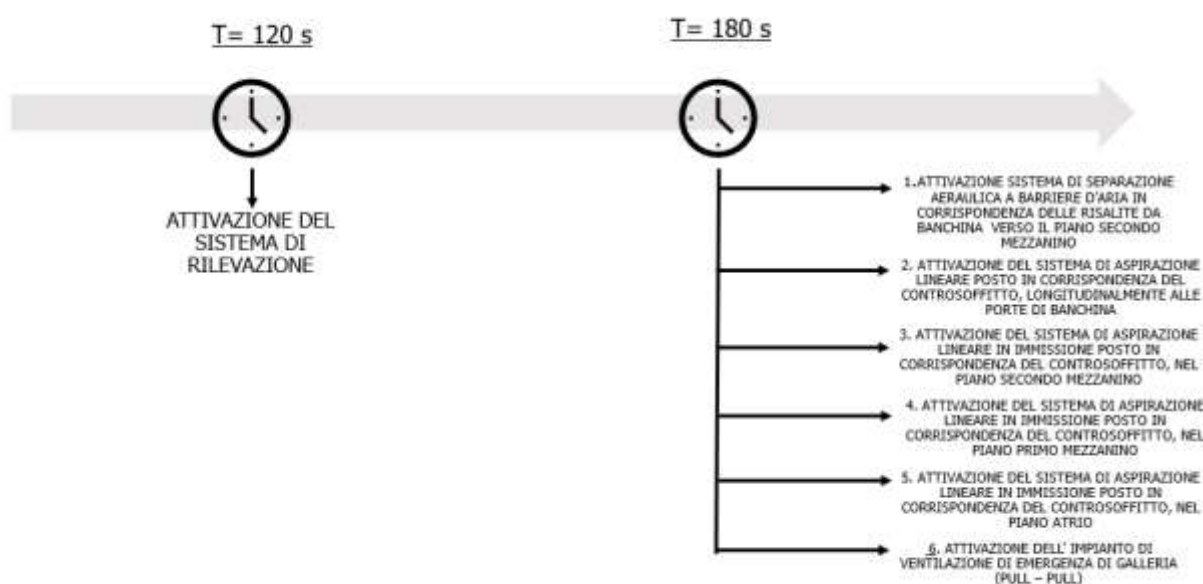 T= 120 s
T= 180 s
ATTIVAZIONE DEL
SISTEMA DI
RILEVAZIONE
1.ATTIVAZIONE SISTEMA DI SEPARAZIONE
AERAULICA A BARRIERE D'ARIA IN
CORRISPONDENZA DELLE RISALITE DA
BANCHINA VERSO IL PIANO SECONDO
MEZZANINO
2. ATTIVAZIONE DEL SISTEMA DI ASPIRAZIONE
LINEARE POSTO IN CORRISPONDENZA DEL
CONTROSOFFITTO, LONGITUDINALMENTE ALLE
PORTE DI BANCHINA
3. ATTIVAZIONE DEL SISTEMA DI ASPIRAZIONE
LINEARE IN IMMISSIONE POSTO IN
CORRISPONDENZA DEL CONTROSOFFITTO, NEL
PIANO SECONDO MEZZANINO
4. ATTIVAZIONE DEL SISTEMA DI ASPIRAZIONE
LINEARE IN IMMISSIONE POSTO IN
CORRISPONDENZA DEL CONTROSOFFITTO, NEL
PIANO PRIMO MEZZANINO
5. ATTIVAZIONE DEL SISTEMA DI ASPIRAZIONE
LINEARE IN IMMISSIONE POSTO IN
CORRISPONDENZA DEL CONTROSOFFITTO, NEL
PIANO ATRIO
6. ATTIVAZIONE DELL' IMPIANTO DI
VENTILAZIONE DI EMERGENZA DI GALLERIA
(PULL – PULL)